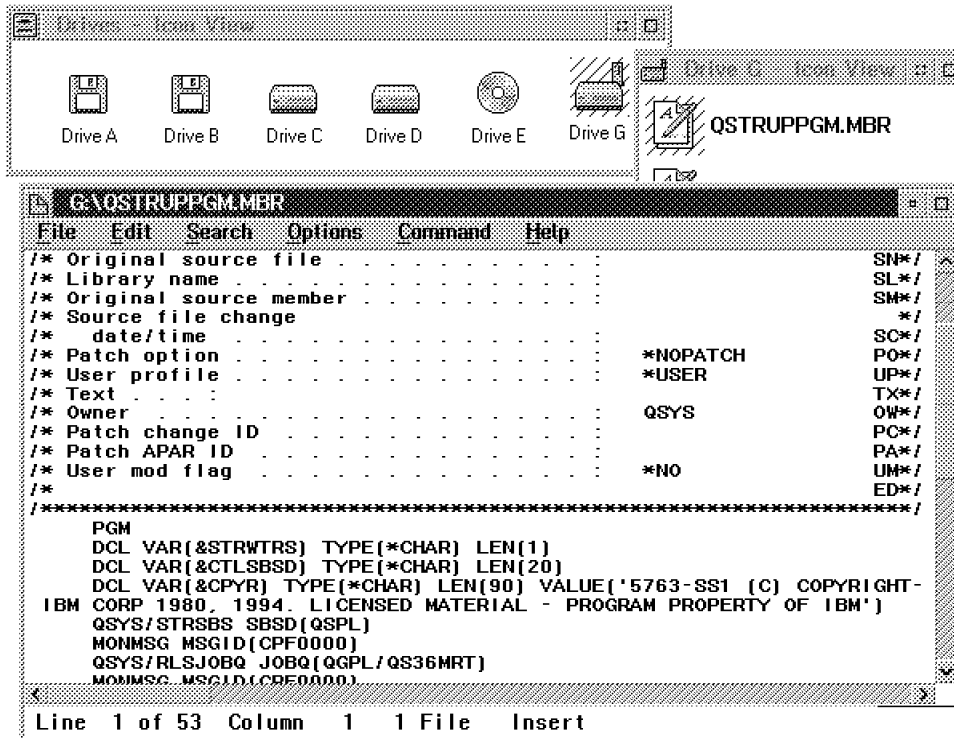 Drives - Icon View
Drive A
Drive B
Drive C
Drive D
Drive E
Drive G
Drive G - Icon View
QSTRUPPGM.MBR
G:\QSTRUPPGM.MBR
File Edit Search Options Command Help
/* Original source file . . . . . . . . . . . : SN*/
/* Library name . . . . . . . . . . . . . . . : SL*/
/* Original source member . . . . . . . . . . : SM*/
/* Source file change */
/* date/time . . . . . . . . . . . . . . . : SC*/
/* Patch option . . . . . . . . . . . . . . . : *NOPATCH PO*/
/* User profile . . . . . . . . . . . . . . . : *USER UP*/
/* Text . . . : TX*/
/* Owner . . . . . . . . . . . . . . . . . . : QSYS OW*/
/* Patch change ID . . . . . . . . . . . . . : PC*/
/* Patch APAR ID . . . . . . . . . . . . . . : PA*/
/* User mod flag . . . . . . . . . . . . . . : *NO UM*/
/* ED*/
/**********************************************************************/
PGM
DCL VAR(&STRWTRS) TYPE(*CHAR) LEN(1)
DCL VAR(&CTLSBSD) TYPE(*CHAR) LEN(20)
DCL VAR(&CPYR) TYPE(*CHAR) LEN(90) VALUE('5763-SS1 (C) COPYRIGHT-
IBM CORP 1980, 1994. LICENSED MATERIAL - PROGRAM PROPERTY OF IBM')
QSYS/STRSBS SBSD(QSPL)
MONMSG MSGID(CPF0000)
QSYS/RLSJOBQ JOBQ(QGPL/QS36MRT)
MONMSG MSGID(CPF0000)
Line 1 of 53 Column 1 1 File Insert